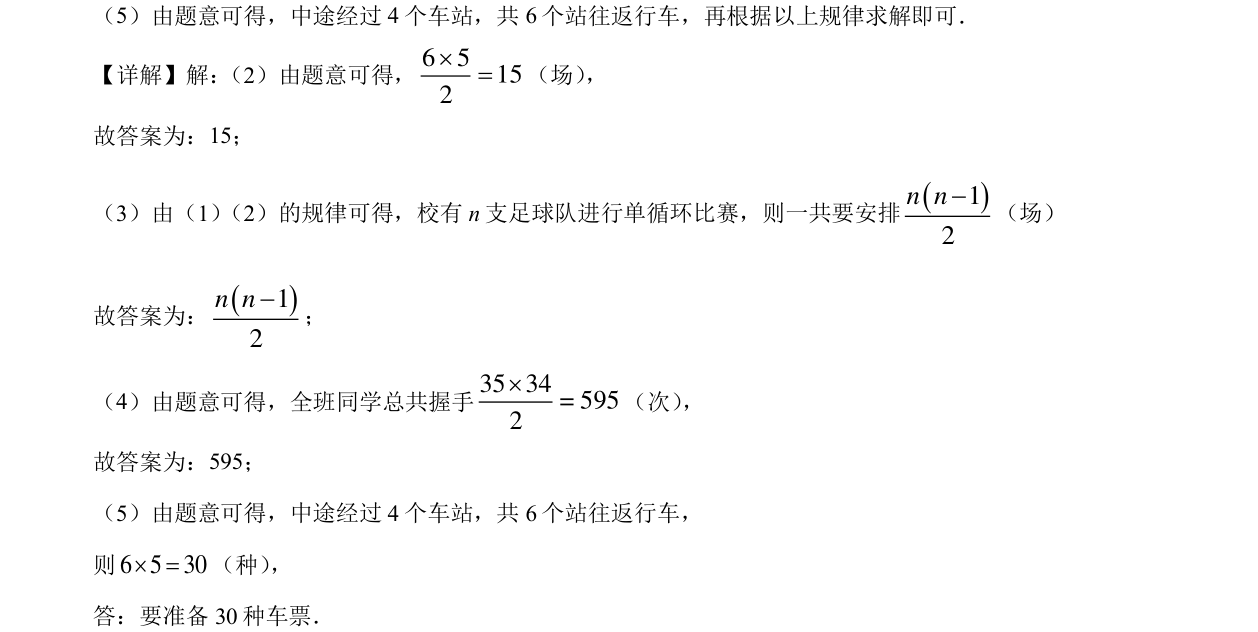 （5）由题意可得，中途经过 4 个车站，共 6 个站往返行车，再根据以上规律求解即可．
【详解】解：（2）由题意可得，\frac{6×5}{2}=15（场），
故答案为：15；
（3）由（1）（2）的规律可得，校有 n 支足球队进行单循环比赛，则一共要安排\frac{n(n−1)}{2}（场）
故答案为：\frac{n(n−1)}{2}；
（4）由题意可得，全班同学总共握手\frac{35×34}{2}=595（次），
故答案为：595；
（5）由题意可得，中途经过 4 个车站，共 6 个站往返行车，
则6×5=30（种），
答：要准备 30 种车票．